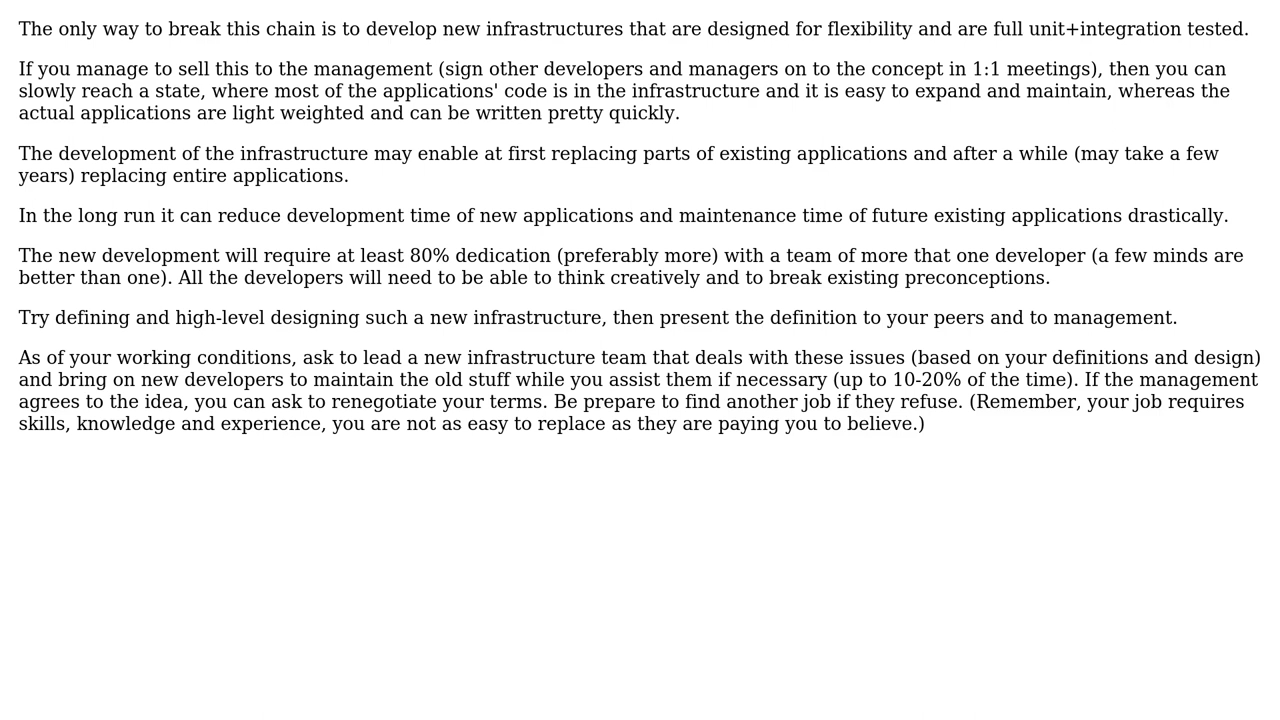 The only way to break this chain is to develop new infrastructures that are designed for flexibility and are full unit+integration tested.
If you manage to sell this to the management (sign other developers and managers on to the concept in 1:1 meetings), then you can
slowly reach a state, where most of the applications' code is in the infrastructure and it is easy to expand and maintain, whereas the
actual applications are light weighted and can be written pretty quickly.
The development of the infrastructure may enable at first replacing parts of existing applications and after a while (may take a few
years) replacing entire applications.
In the long run it can reduce development time of new applications and maintenance time of future existing applications drastically.
The new development will require at least 80% dedication (preferably more) with a team of more that one developer (a few minds are
better than one). All the developers will need to be able to think creatively and to break existing preconceptions.
Try defining and high-level designing such a new infrastructure, then present the definition to your peers and to management.
As of your working conditions, ask to lead a new infrastructure team that deals with these issues (based on your definitions and design)
and bring on new developers to maintain the old stuff while you assist them if necessary (up to 10-20% of the time). If the management
agrees to the idea, you can ask to renegotiate your terms. Be prepare to find another job if they refuse. (Remember, your job requires
skills, knowledge and experience, you are not as easy to replace as they are paying you to believe.)